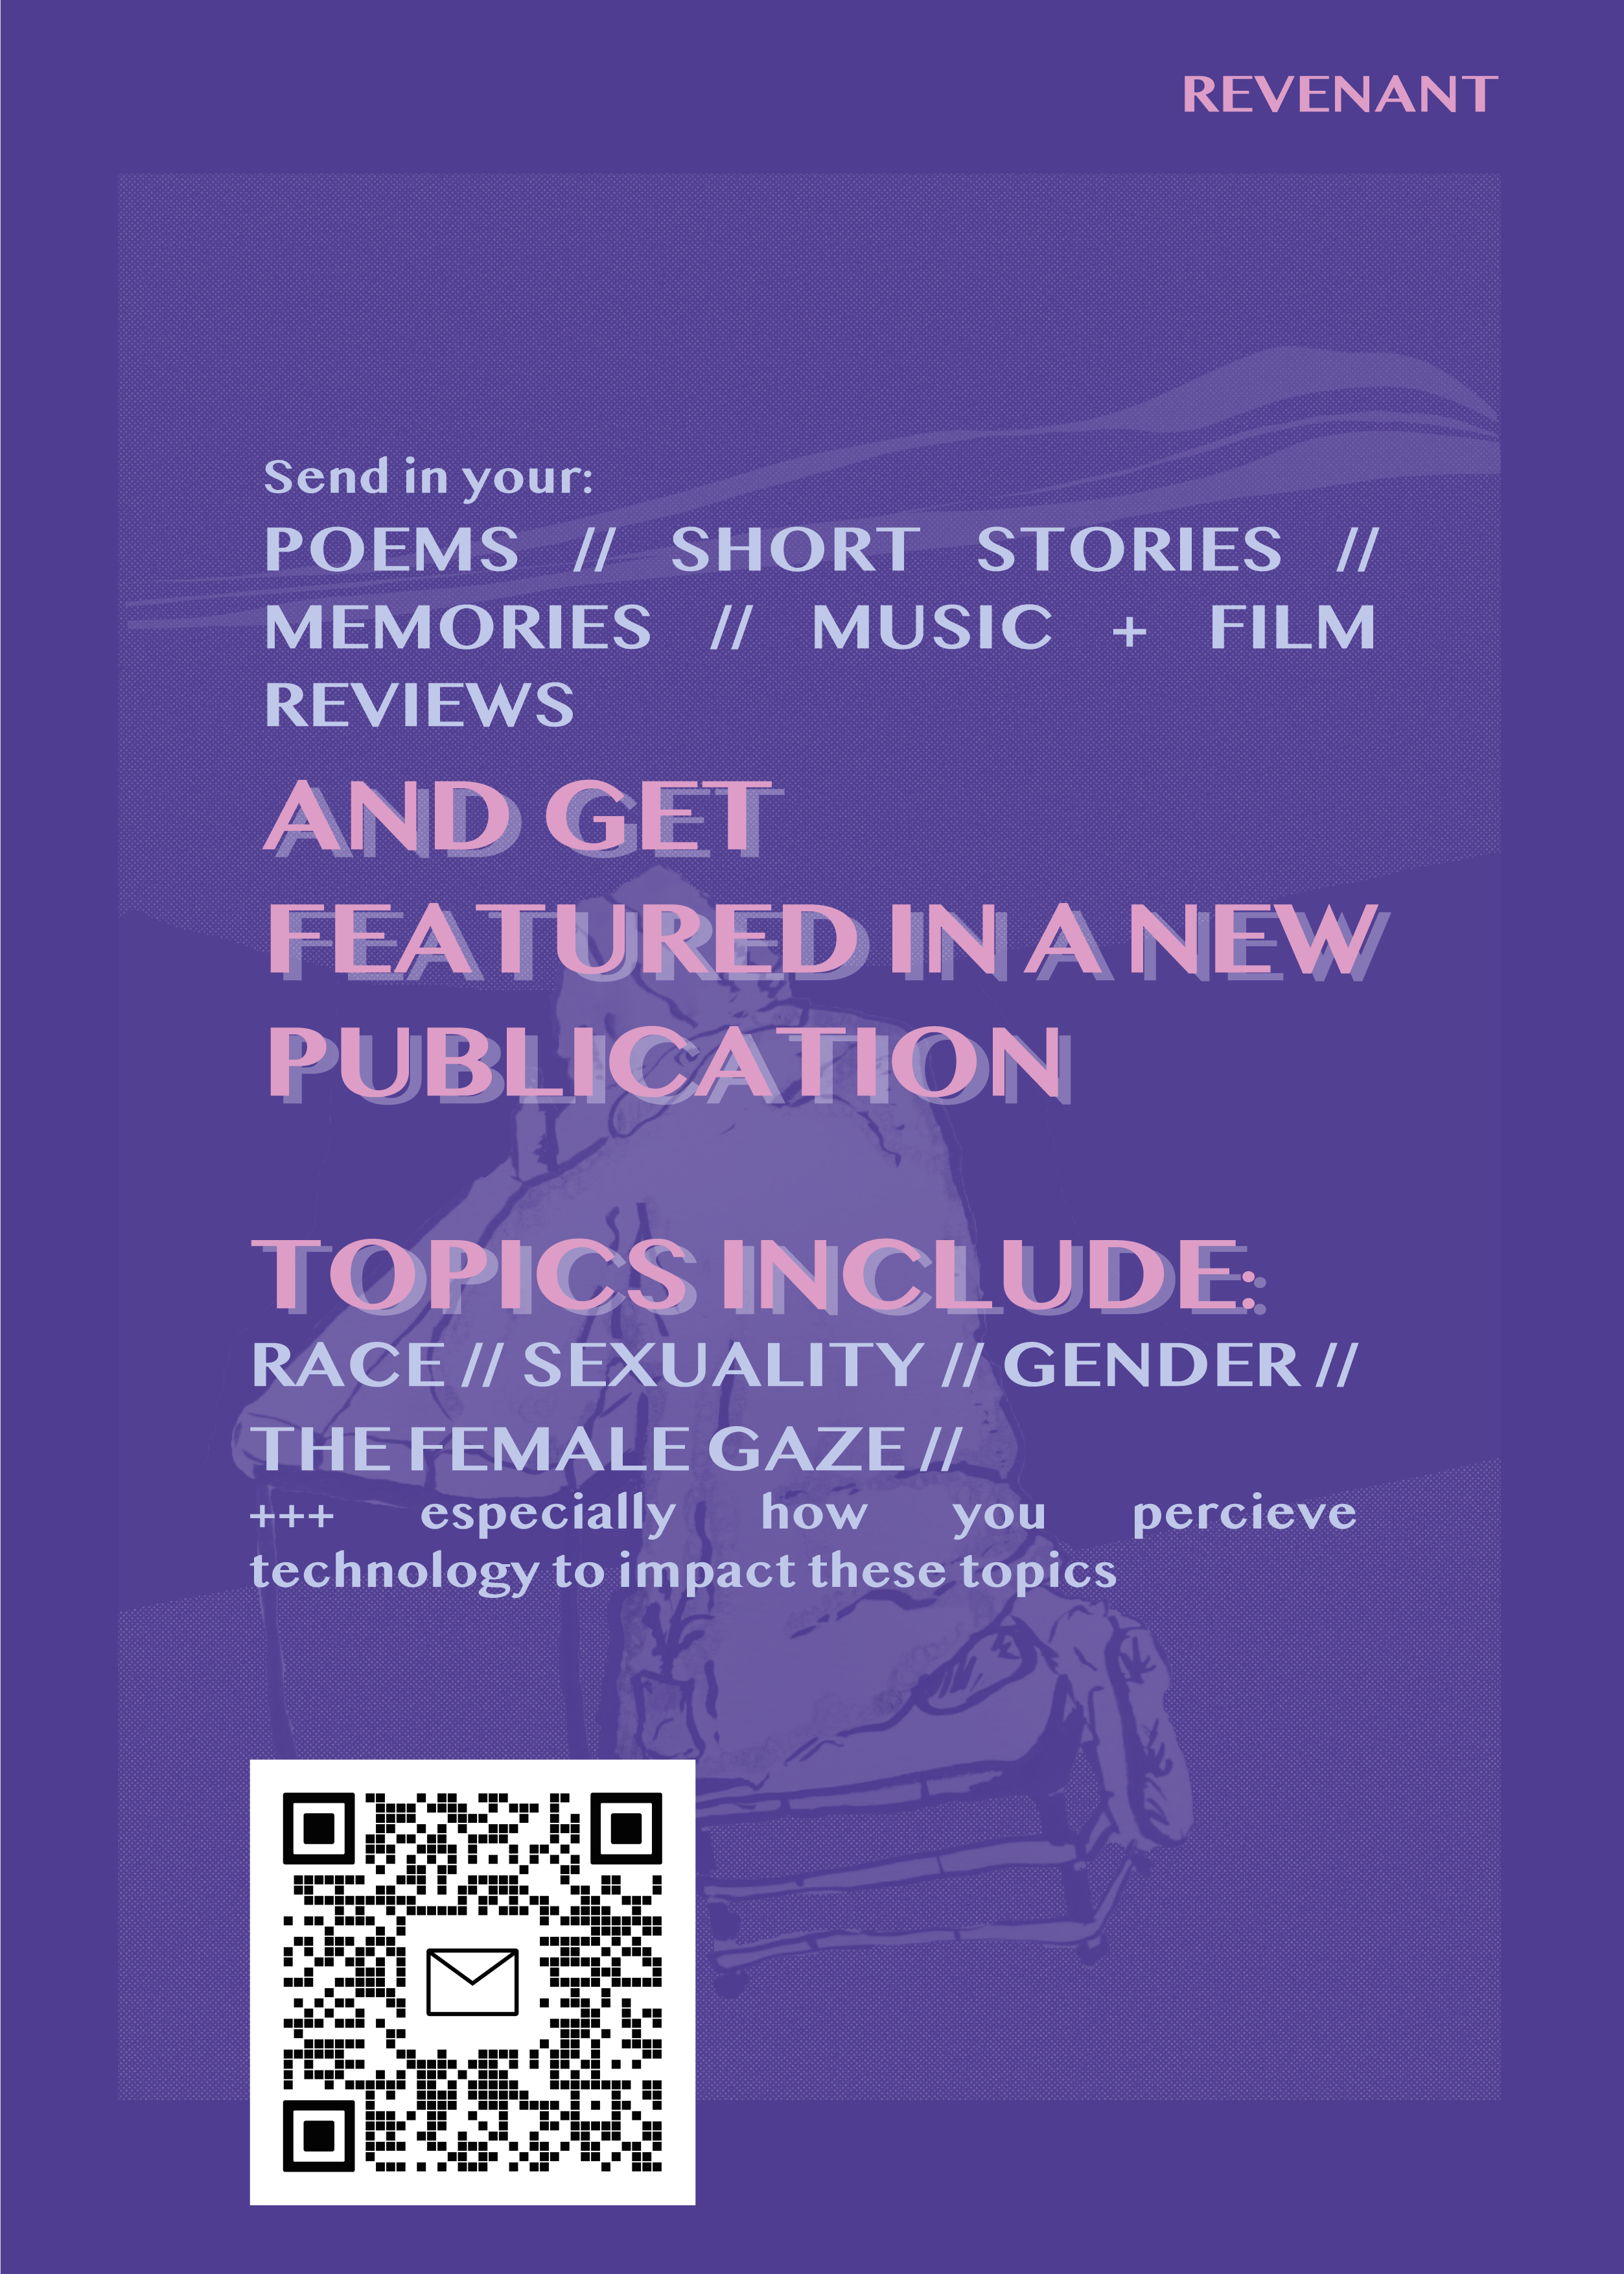 REVENANT
Send in your:
POEMS // SHORT STORIES //
MEMORIES // MUSIC + FILM
REVIEWS
AND GET
FEATURED IN A NEW
PUBLICATION
TOPICS INCLUDE:
RACE // SEXUALITY // GENDER //
THE FEMALE GAZE //
+++ especially how you percieve
technology to impact these topics